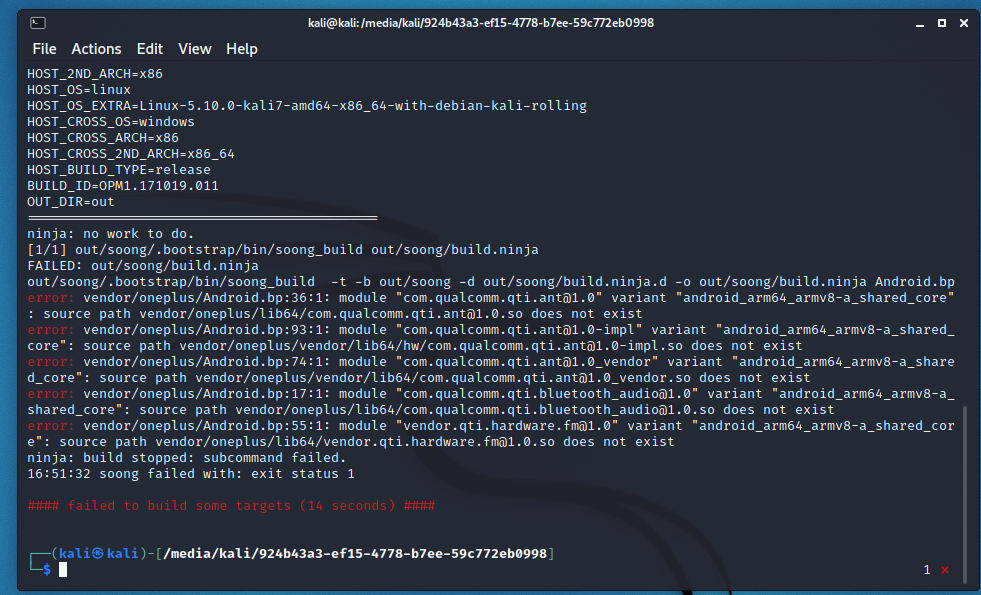 kali@kali: /media/kali/924b43a3-ef15-4778-b7ee-59c772eb0998
File Actions Edit View Help
HOST_2ND_ARCH=x86
HOST_OS=linux
HOST_OS_EXTRA=Linux-5.10.0-kali7-amd64-x86_64-with-debian-kali-rolling
HOST_CROSS_OS=windows
HOST_CROSS_ARCH=x86
HOST_CROSS_2ND_ARCH=x86_64
HOST_BUILD_TYPE=release
BUILD_ID=OPM1.171019.011
OUT_DIR=out
============================================
ninja: no work to do.
[1/1] out/soong/.bootstrap/bin/soong_build out/soong/build.ninja
FAILED: out/soong/build.ninja
out/soong/.bootstrap/bin/soong_build  -t -b out/soong -d out/soong/build.ninja.d -o out/soong/build.ninja Android.bp
error: vendor/oneplus/Android.bp:36:1: module "com.qualcomm.qti.ant@1.0" variant "android_arm64_armv8-a_shared_core"
: source path vendor/oneplus/lib64/com.qualcomm.qti.ant@1.0.so does not exist
error: vendor/oneplus/Android.bp:93:1: module "com.qualcomm.qti.ant@1.0-impl" variant "android_arm64_armv8-a_shared_
core": source path vendor/oneplus/vendor/lib64/hw/com.qualcomm.qti.ant@1.0-impl.so does not exist
error: vendor/oneplus/Android.bp:74:1: module "com.qualcomm.qti.ant@1.0_vendor" variant "android_arm64_armv8-a_share
d_core": source path vendor/oneplus/vendor/lib64/com.qualcomm.qti.ant@1.0_vendor.so does not exist
error: vendor/oneplus/Android.bp:17:1: module "com.qualcomm.qti.bluetooth_audio@1.0" variant "android_arm64_armv8-a_
shared_core": source path vendor/oneplus/lib64/com.qualcomm.qti.bluetooth_audio@1.0.so does not exist
error: vendor/oneplus/Android.bp:55:1: module "vendor.qti.hardware.fm@1.0" variant "android_arm64_armv8-a_shared_cor
e": source path vendor/oneplus/lib64/vendor.qti.hardware.fm@1.0.so does not exist
ninja: build stopped: subcommand failed.
16:51:32 soong failed with: exit status 1
#### failed to build some targets (14 seconds) ####
┌──(kali㉿kali)-[/media/kali/924b43a3-ef15-4778-b7ee-59c772eb0998]
└─$ 1 ⨯